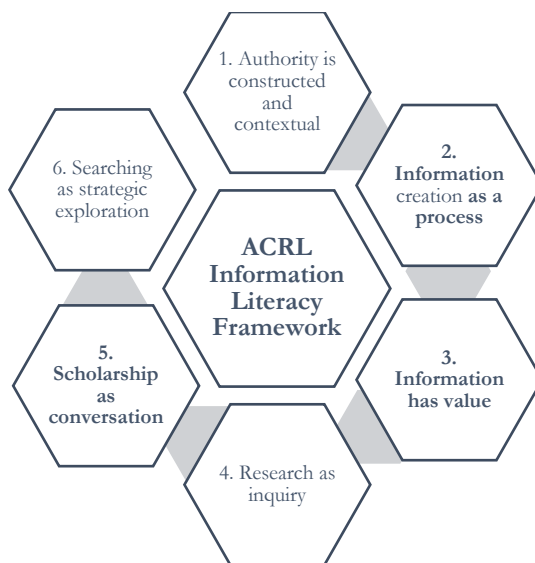 1. Authority is
constructed
and
contextual
2.
Information
creation as a
process
3.
Information
has value
4. Research as
inquiry
5.
Scholarship
as
conversation
6. Searching
as strategic
exploration
ACRL
Information
Literacy
Framework